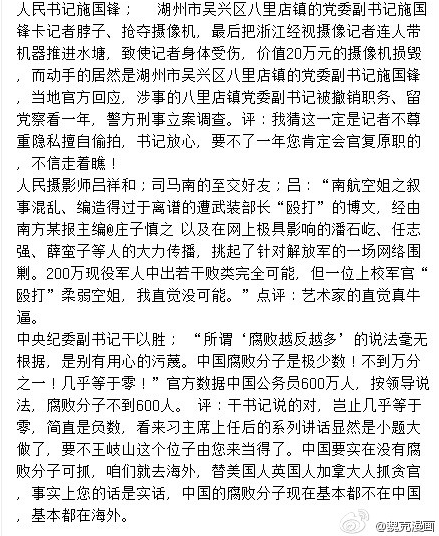 人民书记施国锋；　湖州市吴兴区八里店镇的党委副书记施国
锋卡记者脖子、抢夺摄像机，最后把浙江经视摄像记者连人带
机器推进水塘，致使记者身体受伤，价值20万元的摄像机损毁
，而动手的居然是湖州市吴兴区八里店镇的党委副书记施国锋
，当地官方回应，涉事的八里店镇党委副书记被撤销职务、留
党察看一年，警方刑事立案调查。评：我猜这一定是记者不尊
重隐私擅自偷拍，书记放心，要不了一年您肯定会官复原职的
，不信走着瞧！
人民摄影师吕祥和；司马南的至交好友；吕：“南航空姐之叙
事混乱、编造得过于离谱的遭武装部长“殴打”的博文，经由
南方某报主编@庄子慎之 以及在网上极具影响的潘石屹、任志
强、薛蛮子等人的大力传播，挑起了针对解放军的一场网络围
剿。200万现役军人中出若干败类完全可能，但一位上校军官“
殴打”柔弱空姐，我直觉没可能。”点评：艺术家的直觉真牛
逼。
中央纪委副书记干以胜； “所谓‘腐败越反越多’的说法毫无
根据，是别有用心的污蔑。中国腐败分子是极少数！不到万分
之一！几乎等于零！”官方数据中国公务员600万人，按领导说
法，腐败分子不到600人。 评：干书记说的对，岂止几乎等于
零，简直是负数，看来习主席上任后的系列讲话显然是小题大
做了，要不王岐山这个位子由您来当得了。中国要实在没有腐
败分子可抓，咱们就去海外，替美国人英国人加拿大人抓贪官
，事实上您的话是实话，中国的腐败分子现在基本都不在中国
，基本都在海外。
@魏克漫画